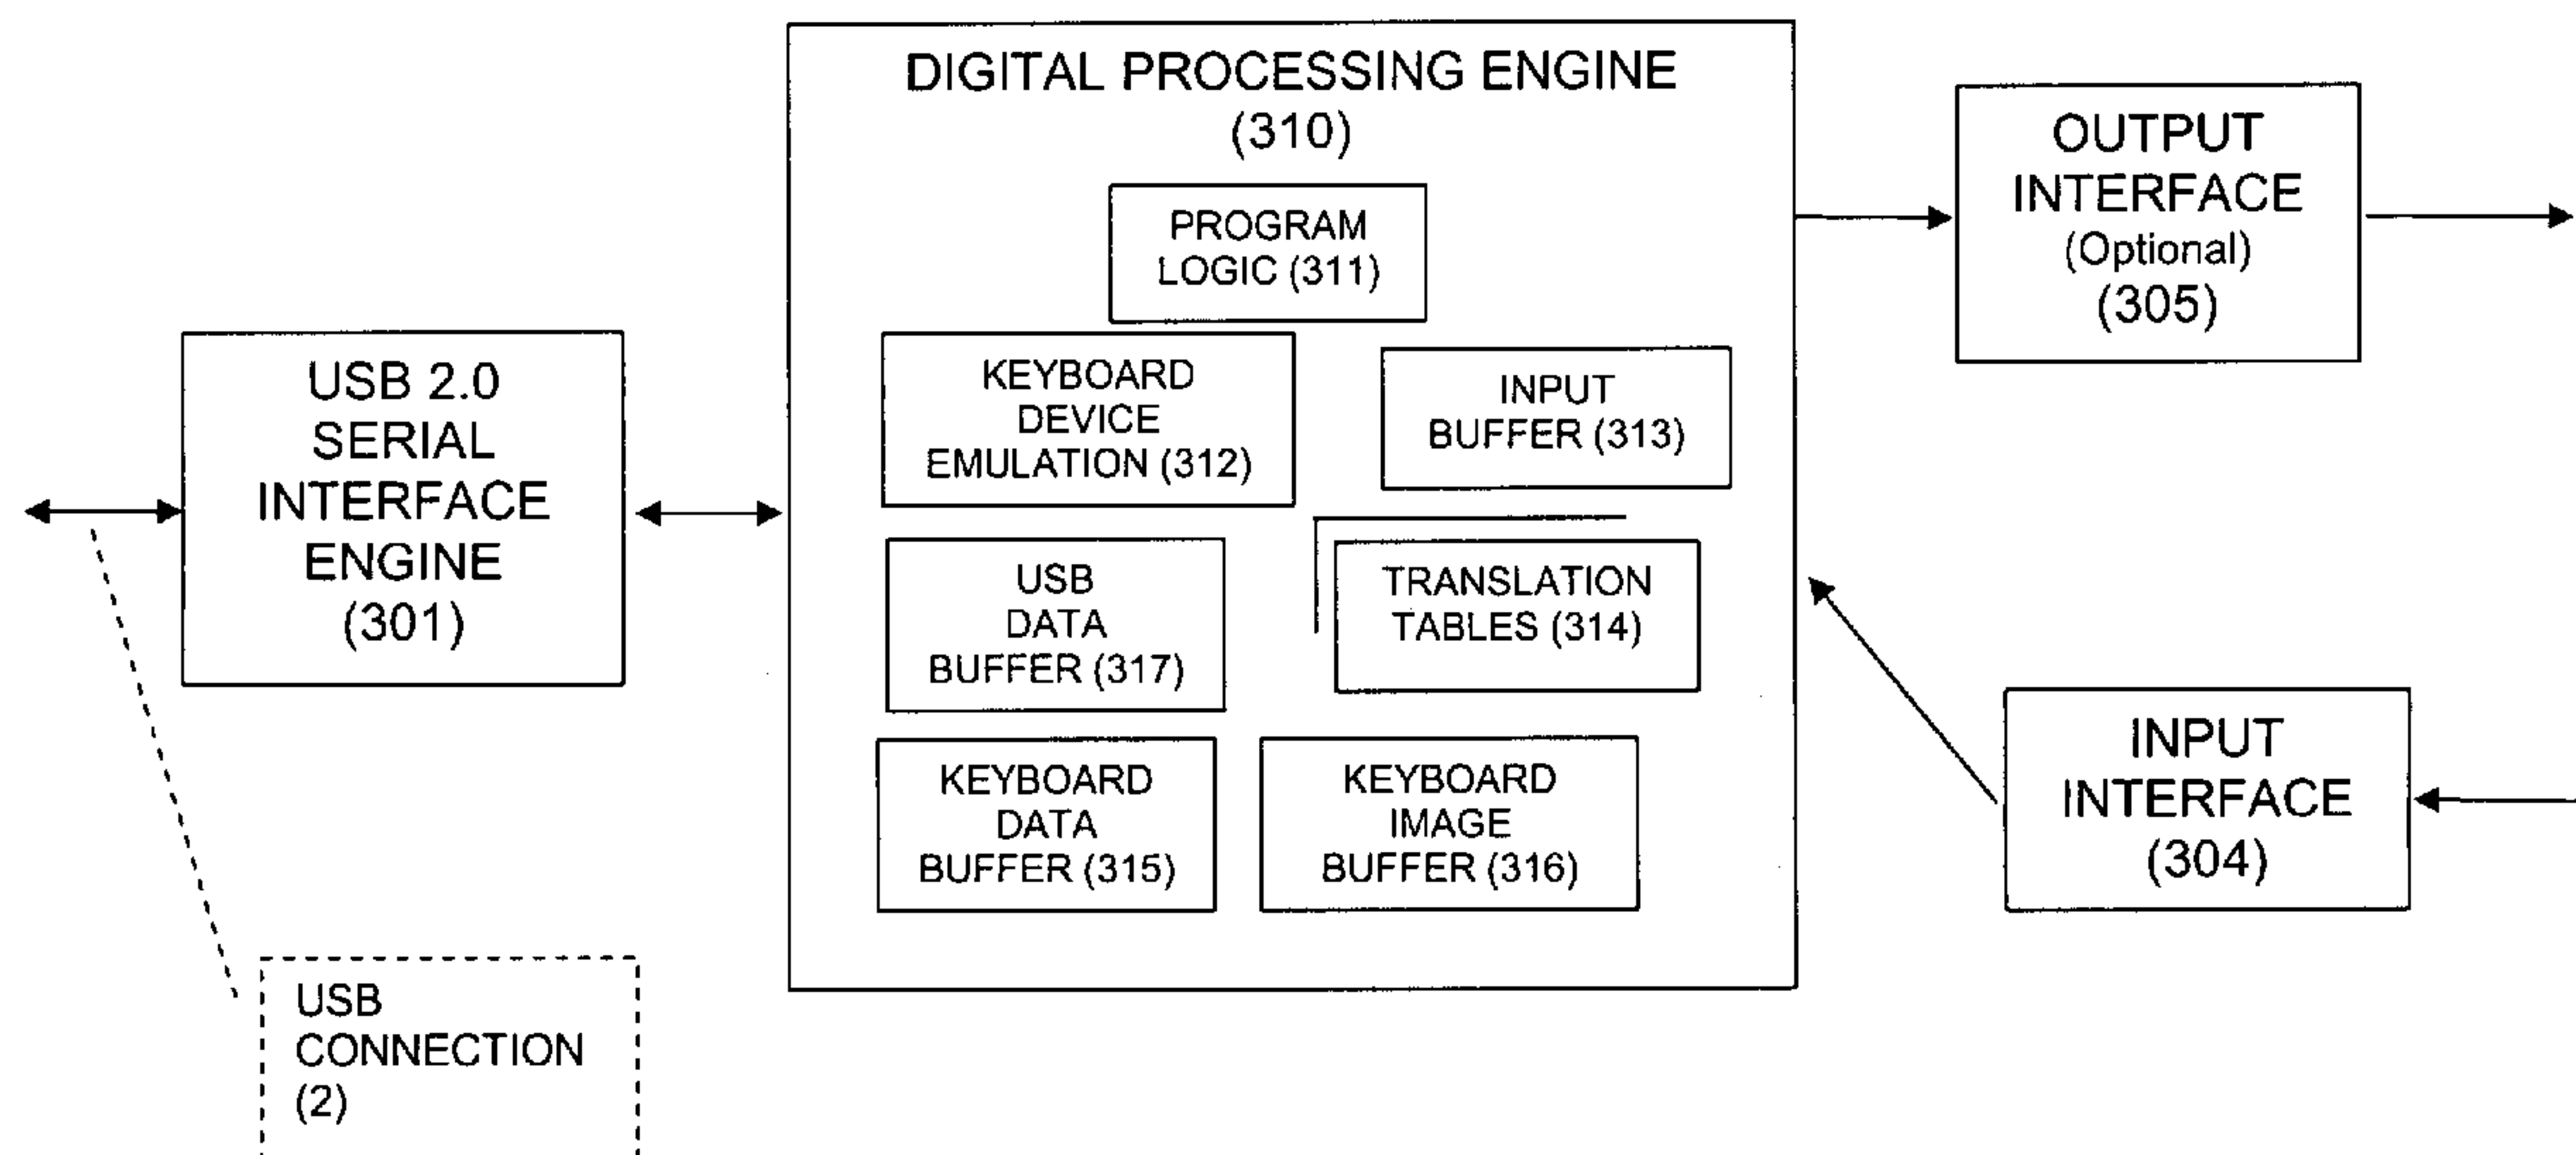 DIGITAL PROCESSING ENGINE
(310)
PROGRAM
LOGIC (311)
KEYBOARD
DEVICE
EMULATION (312)
INPUT
BUFFER (313)
USB
DATA
BUFFER (317)
TRANSLATION
TABLES (314)
KEYBOARD
DATA
BUFFER (315)
KEYBOARD
IMAGE
BUFFER (316)
USB 2.0
SERIAL
INTERFACE
ENGINE
(301)
USB
CONNECTION
(2)
OUTPUT
INTERFACE
(Optional)
(305)
INPUT
INTERFACE
(304)